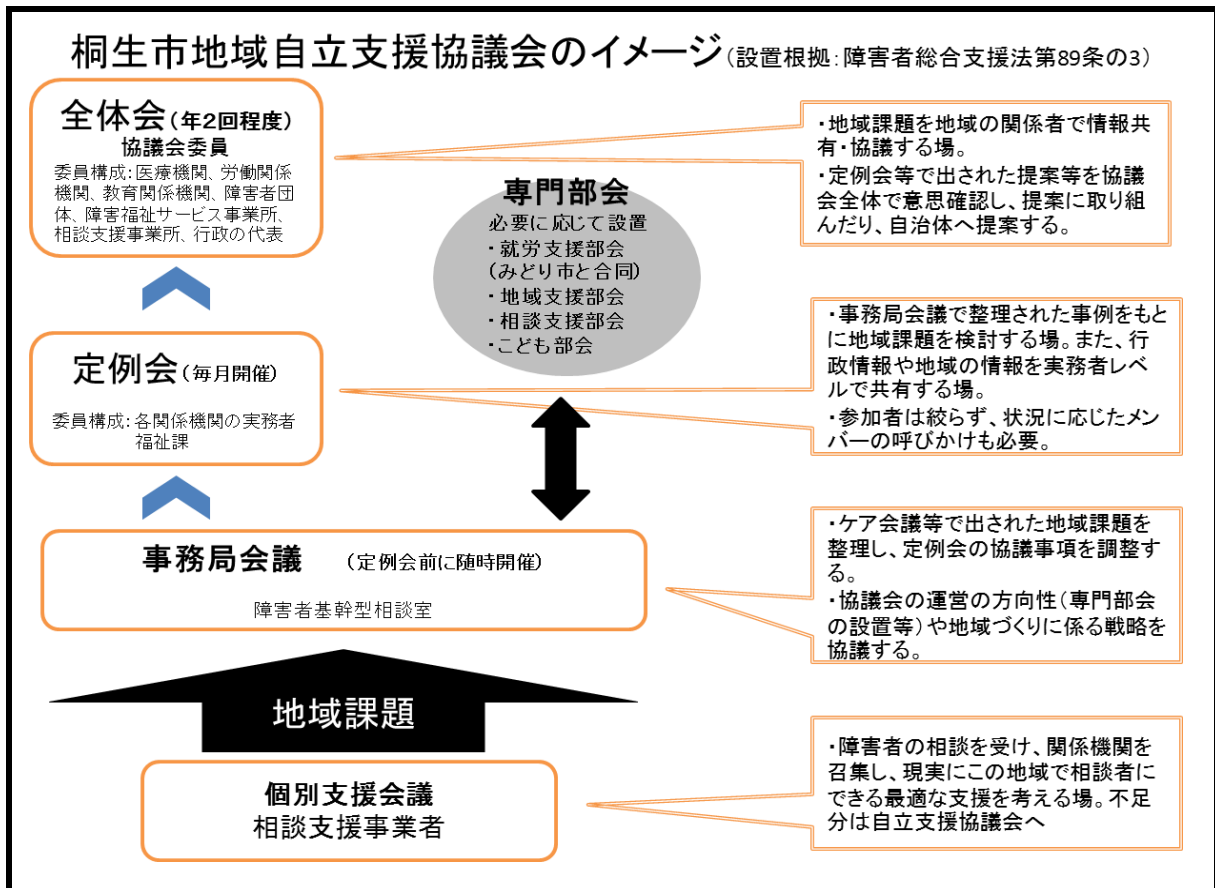 桐生市地域自立支援協議会のイメージ(設置根拠:障害者総合支援法第89条の3)
全体会(年2回程度)
協議会委員
委員構成:医療機関、労働関係
機関、教育関係機関、障害者団
体、障害福祉サービス事業所、
相談支援事業所、行政の代表
・地域課題を地域の関係者で情報共
有・協議する場。
・定例会等で出された提案等を協議
会全体で意思確認し、提案に取り組
んだり、自治体へ提案する。
専門部会
必要に応じて設置
・就労支援部会
(みどり市と合同)
・地域支援部会
・相談支援部会
・こども部会
定例会(毎月開催)
委員構成:各関係機関の実務者
福祉課
・事務局会議で整理された事例をもと
に地域課題を検討する場。また、行
政情報や地域の情報を実務者レベ
ルで共有する場。
・参加者は絞らず、状況に応じたメン
バーの呼びかけも必要。
事務局会議 (定例会前に随時開催)
障害者基幹型相談室
・ケア会議等で出された地域課題を
整理し、定例会の協議事項を調整す
る。
・協議会の運営の方向性(専門部会
の設置等)や地域づくりに係る戦略を
協議する。
地域課題
個別支援会議
相談支援事業者
・障害者の相談を受け、関係機関を
召集し、現実にこの地域で相談者に
できる最適な支援を考える場。不足
分は自立支援協議会へ